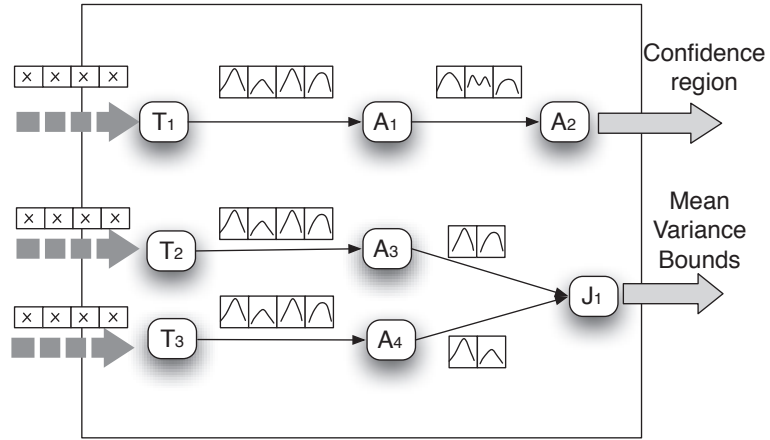 x x x x
T1
A1
A2
Confidence
region
x x x x
T2
A3
Mean
Variance
Bounds
J1
x x x x
T3
A4